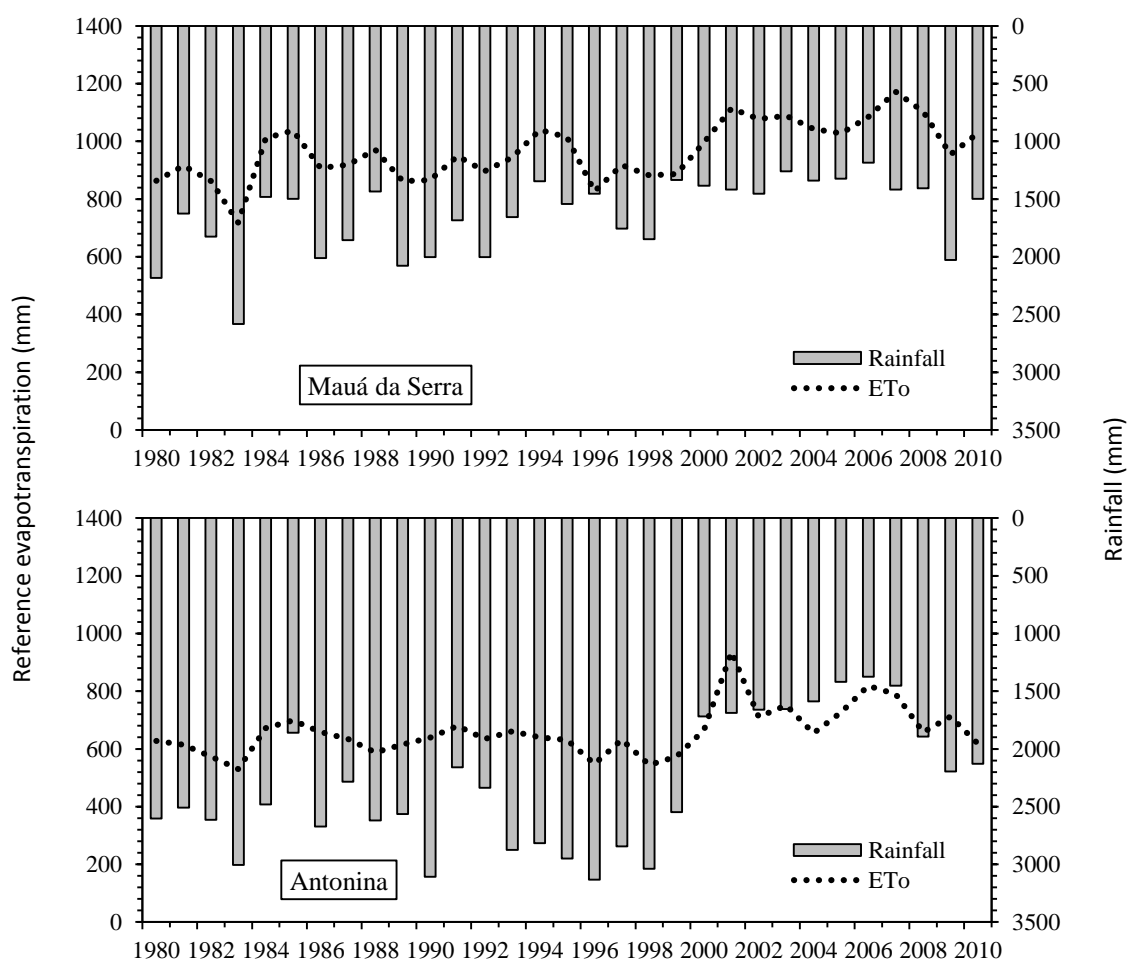 1400 0
1200 500
1000 1000
800 1500
600 2000
400 2500
200 3000
0 3500
Rainfall
ETo
Mauá da Serra
1980 1982 1984 1986 1988 1990 1992 1994 1996 1998 2000 2002 2004 2006 2008 2010
Reference evapotranspiration (mm)
Rainfall (mm)
1400 0
1200 500
1000 1000
800 1500
600 2000
400 2500
200 3000
0 3500
Rainfall
ETo
Antonina
1980 1982 1984 1986 1988 1990 1992 1994 1996 1998 2000 2002 2004 2006 2008 2010